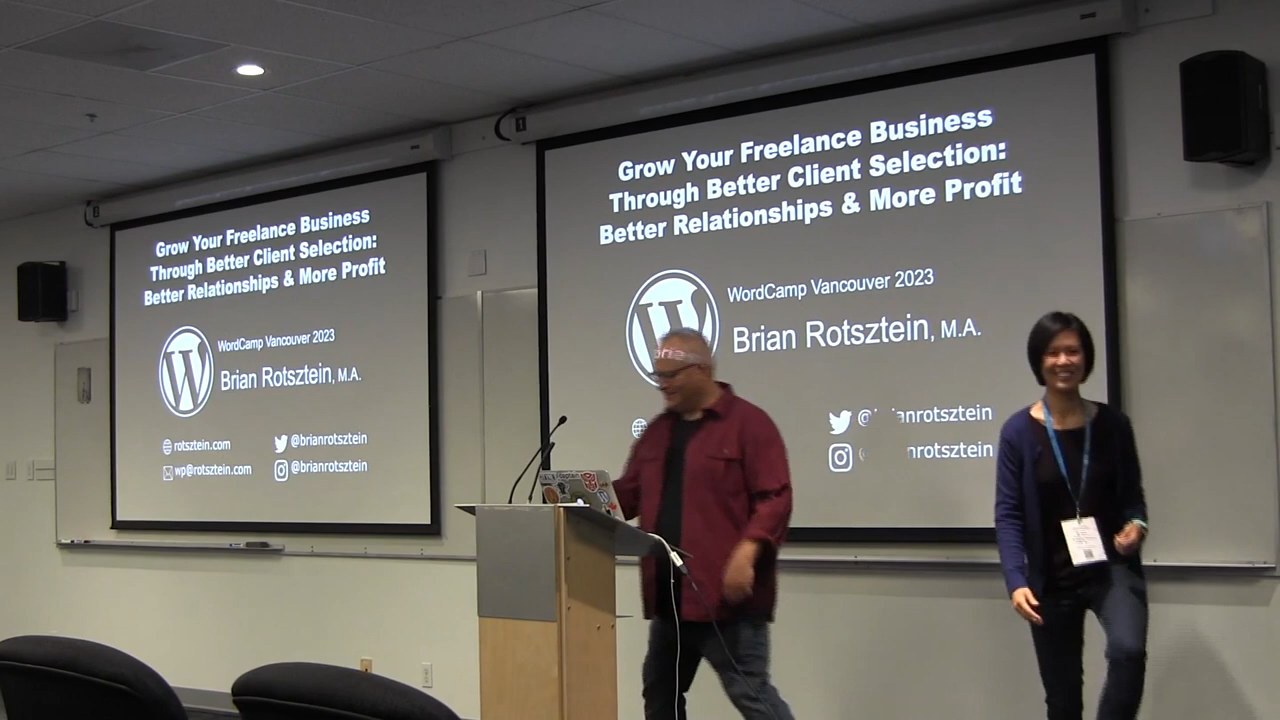 Grow Your Freelance Business
Through Better Client Selection:
Better Relationships & More Profit
WordCamp Vancouver 2023
Brian Rotsztein, M.A.
rotsztein.com
@brianrotsztein
wp@rotsztein.com
@brianrotsztein
Grow Your Freelance Business
Through Better Client Selection:
Better Relationships & More Profit
WordCamp Vancouver 2023
Brian Rotsztein, M.A.